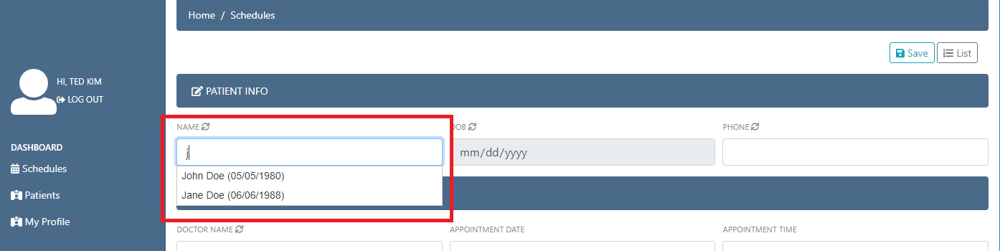 Home / Schedules
Save
List
HI, TED KIM
LOG OUT
PATIENT INFO
NAME
DOB
PHONE
j
mm/dd/yyyy
John Doe (05/05/1980)
Jane Doe (06/06/1988)
DASHBOARD
Schedules
Patients
My Profile
DOCTOR NAME
APPOINTMENT DATE
APPOINTMENT TIME